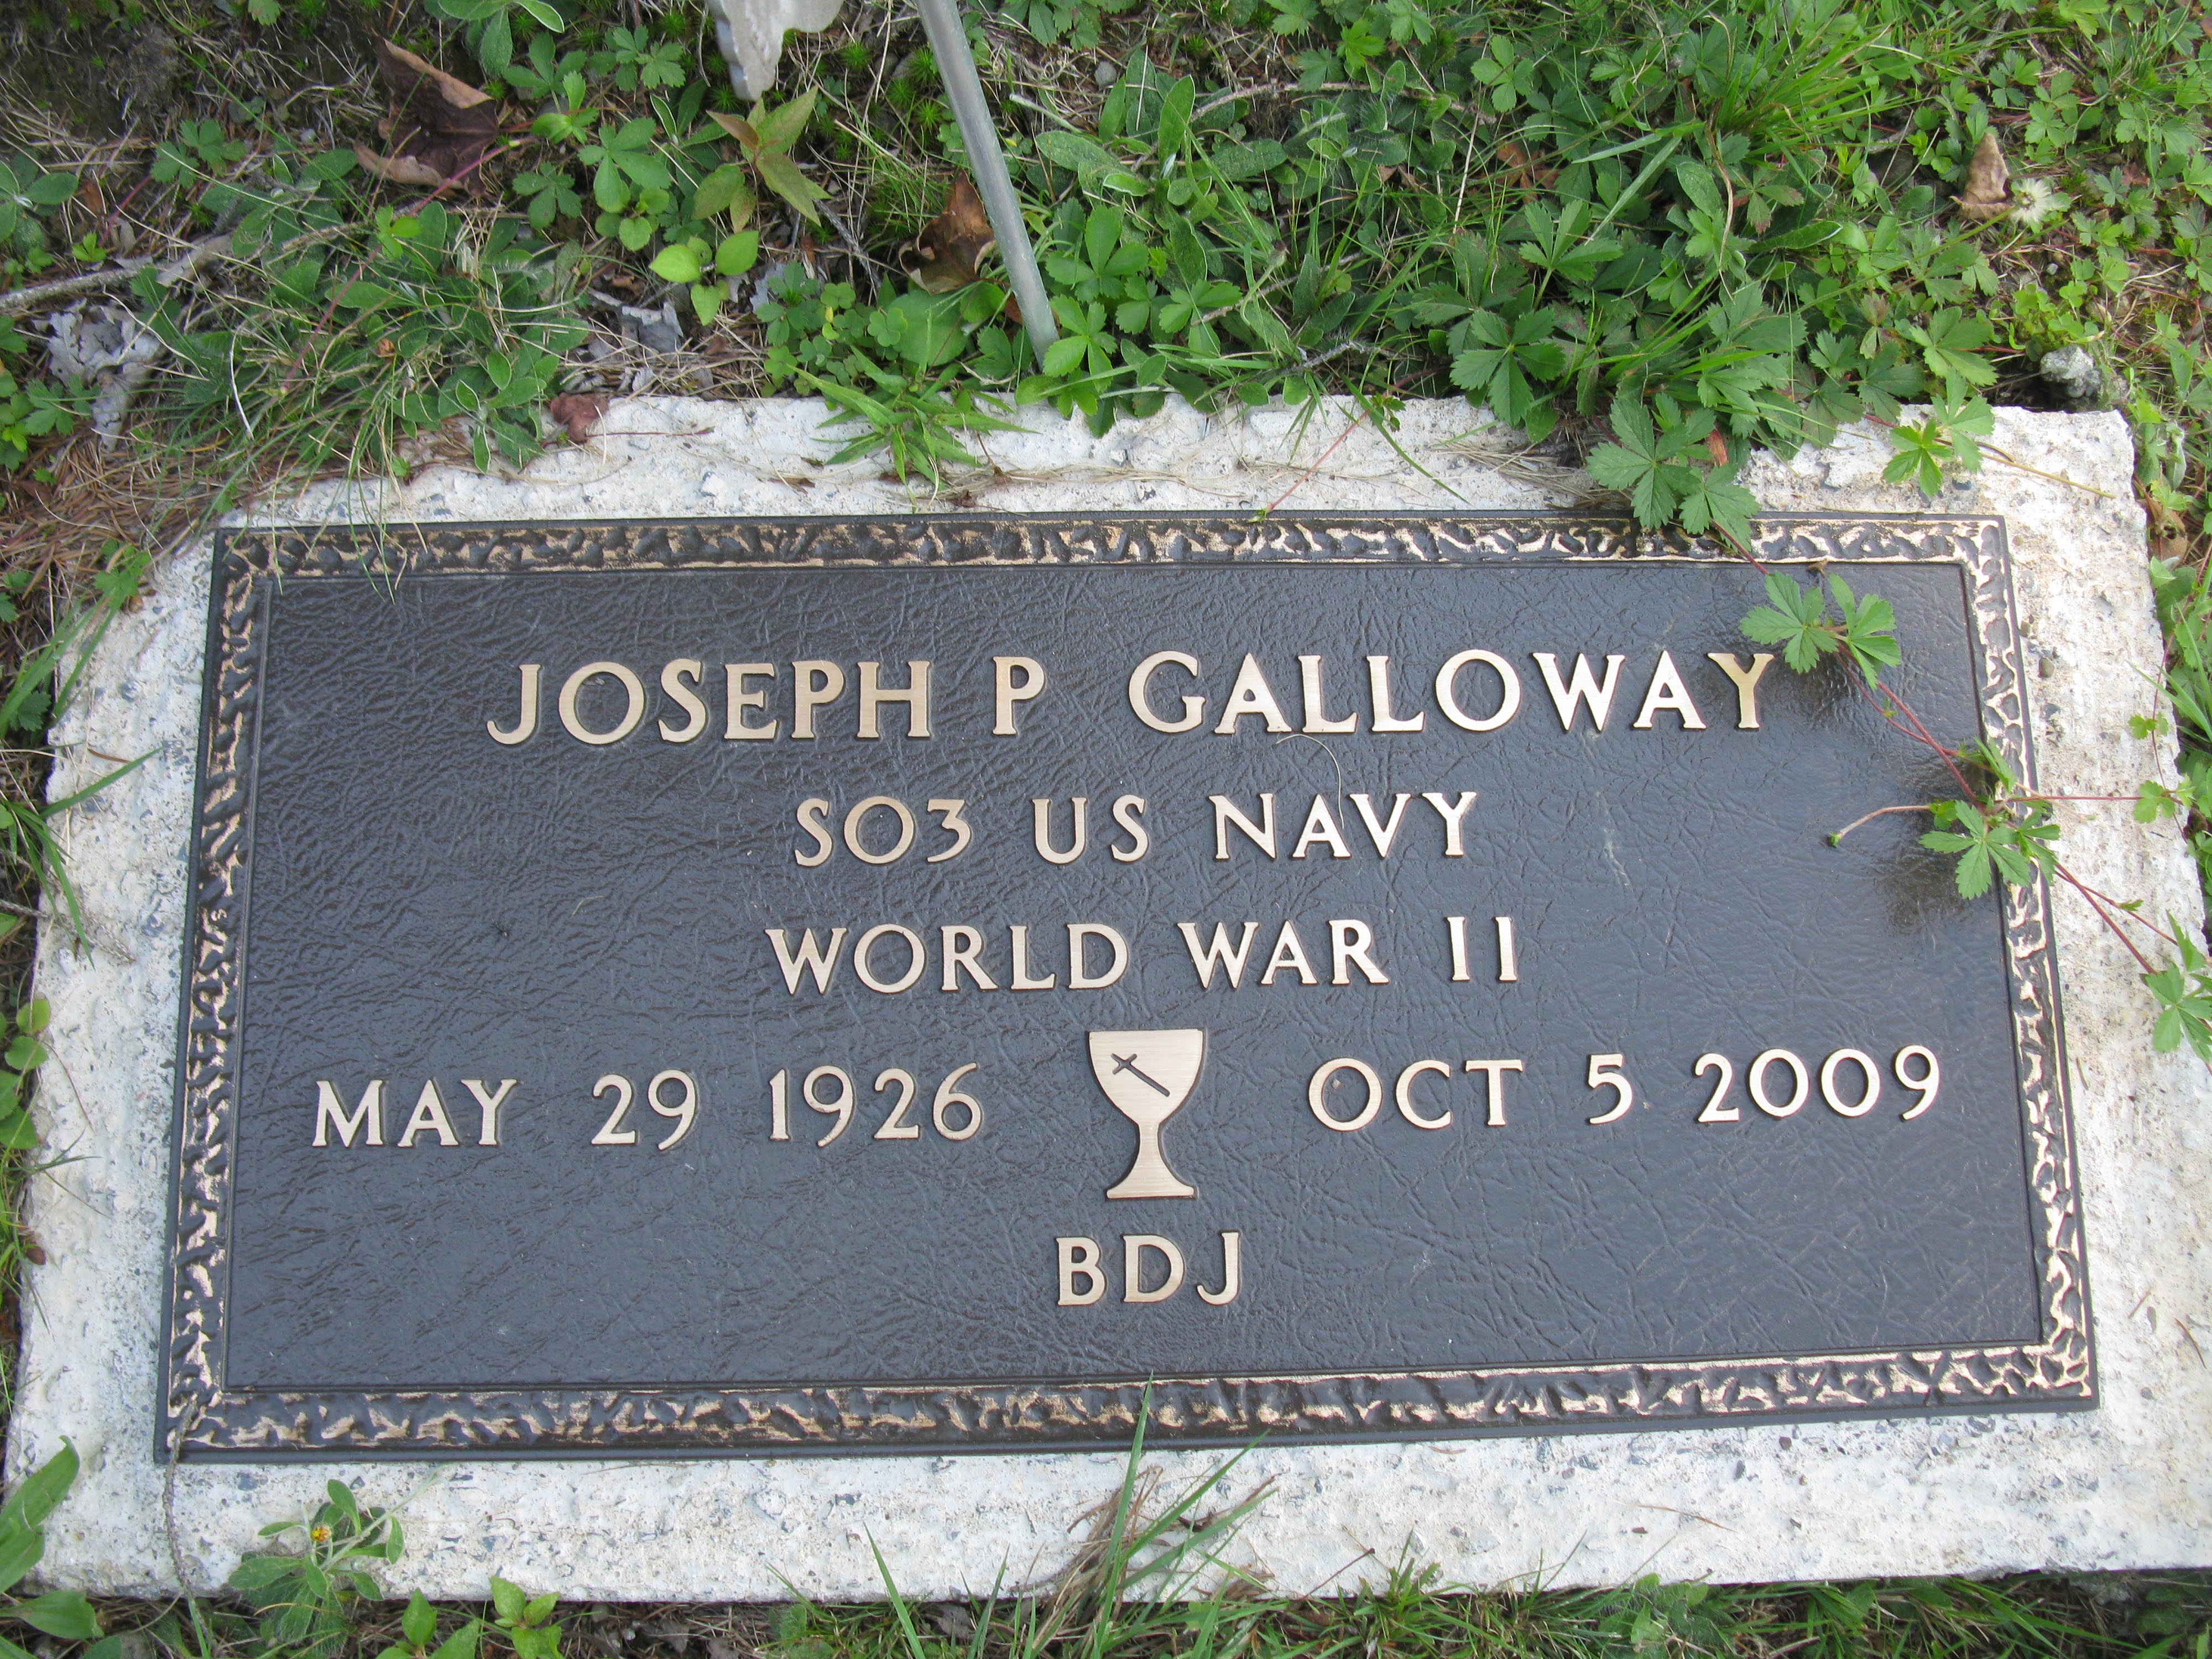 JOSEPH P GALLOWAY
SO3 US NAVY
WORLD WAR II
MAY 29 1926 OCT 5 2009
BDJ